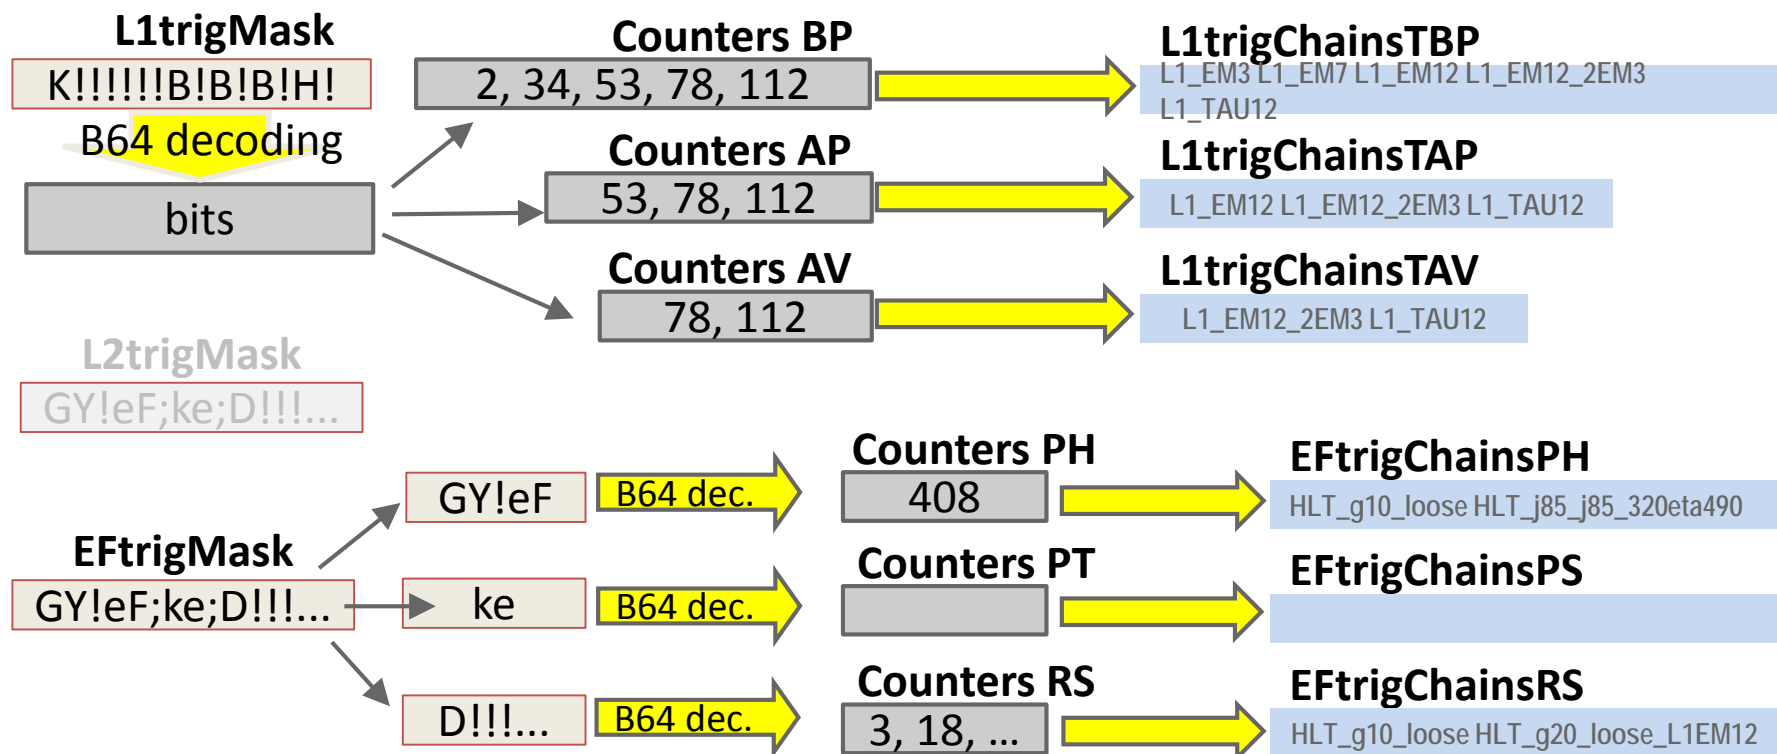 L1trigMask
K!!!!!!B!B!B!H!
B64 decoding
bits
Counters BP
2, 34, 53, 78, 112
L1trigChainsTBP
L1_EM3 L1_EM7 L1_EM12 L1_EM12_2EM3
L1_TAU12
Counters AP
53, 78, 112
L1trigChainsTAP
L1_EM12 L1_EM12_2EM3 L1_TAU12
Counters AV
78, 112
L1trigChainsTAV
L1_EM12_2EM3 L1_TAU12
L2trigMask
GY!eF;ke;D!!!...
EFtrigMask
GY!eF;ke;D!!!...
GY!eF
B64 dec.
Counters PH
408
EFtrigChainsPH
HLT_g10_loose HLT_j85_j85_320eta490
ke
B64 dec.
Counters PT
EFtrigChainsPS
D!!!...
B64 dec.
Counters RS
3, 18, ...
EFtrigChainsRS
HLT_g10_loose HLT_g20_loose_L1EM12